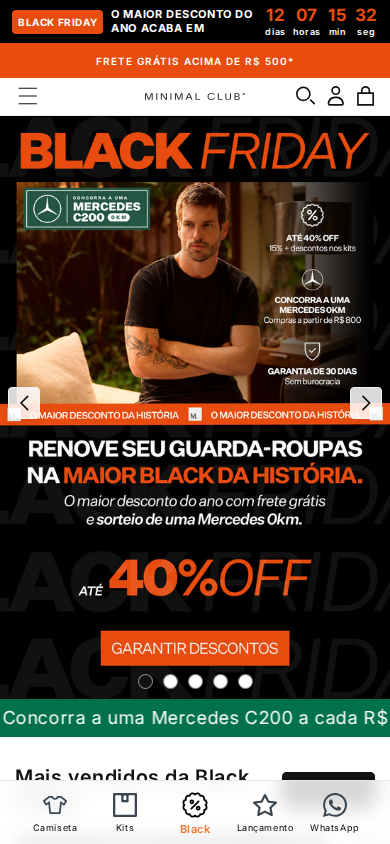 BLACK FRIDAY
O MAIOR DESCONTO DO
ANO ACABA EM
12 07 15 32
dias horas min seg
FRETE GRÁTIS ACIMA DE R$ 500*
MINIMAL CLUB
BLACK FRIDAY
CONCORRA A UMA
MERCEDES
C200 0KM
ATÉ 40% OFF
15% + descontos nos kits
CONCORRA A UMA
MERCEDES 0KM
Compras a partir de R$ 800
GARANTIA DE 30 DIAS
Sem burocracia
O MAIOR DESCONTO DA HISTÓRIA M. O MAIOR DESCONTO DA HISTÓRIA
RENOVE SEU GUARDA-ROUPAS
NA MAIOR BLACK DA HISTÓRIA.
O maior desconto do ano com frete grátis
e sorteio de uma Mercedes 0km.
ATÉ 40% OFF
GARANTIR DESCONTOS
Concorra a uma Mercedes C200 a cada R$
Mais vendidos da Black
Camiseta Kits Black Lançamento WhatsApp